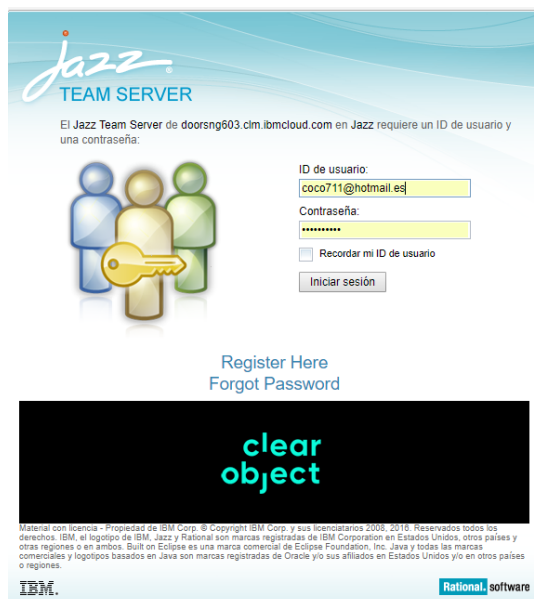 Jazz
TEAM SERVER
El Jazz Team Server de doorsng603.clm.ibmcloud.com en Jazz requiere un ID de usuario y
una contraseña:
ID de usuario:
coco711@hotmail.es
Contraseña:
••••••••••
Recordar mi ID de usuario
Iniciar sesión
Register Here
Forgot Password
clear
object
Material con licencia - Propiedad de IBM Corp. © Copyright IBM Corp. y sus licenciatarios 2008, 2016. Reservados todos los
derechos. IBM, el logotipo de IBM, Jazz y Rational son marcas registradas de IBM Corporation en Estados Unidos, otros países y
otras regiones o en ambos. Built on Eclipse es una marca comercial de Eclipse Foundation, Inc. Java y todas las marcas
comerciales y logotipos basados en Java son marcas registradas de Oracle y/o sus afiliados en Estados Unidos y/o en otros países
o regiones.
IBM.
Rational. software